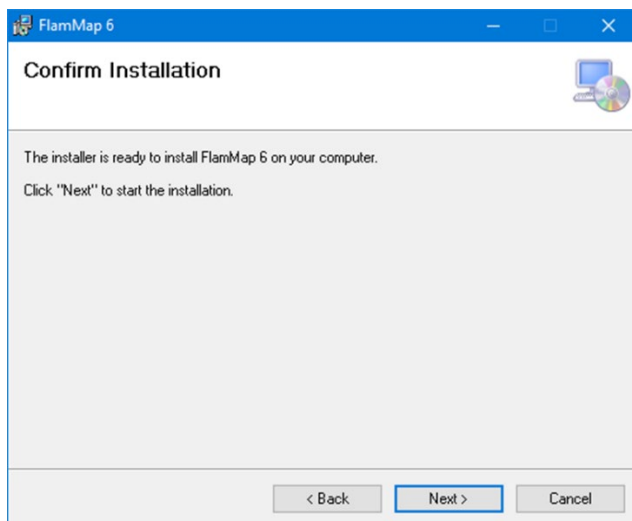 FlamMap 6
Confirm Installation
The installer is ready to install FlamMap 6 on your computer.
Click "Next" to start the installation.
< Back
Next >
Cancel